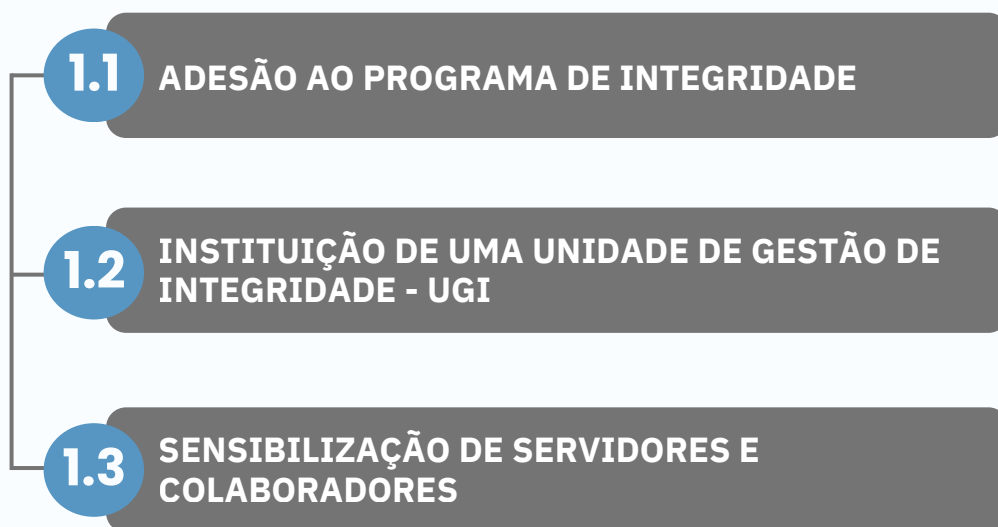 1.1 ADESÃO AO PROGRAMA DE INTEGRIDADE
1.2 INSTITUIÇÃO DE UMA UNIDADE DE GESTÃO DE
INTEGRIDADE - UGI
1.3 SENSIBILIZAÇÃO DE SERVIDORES E
COLABORADORES